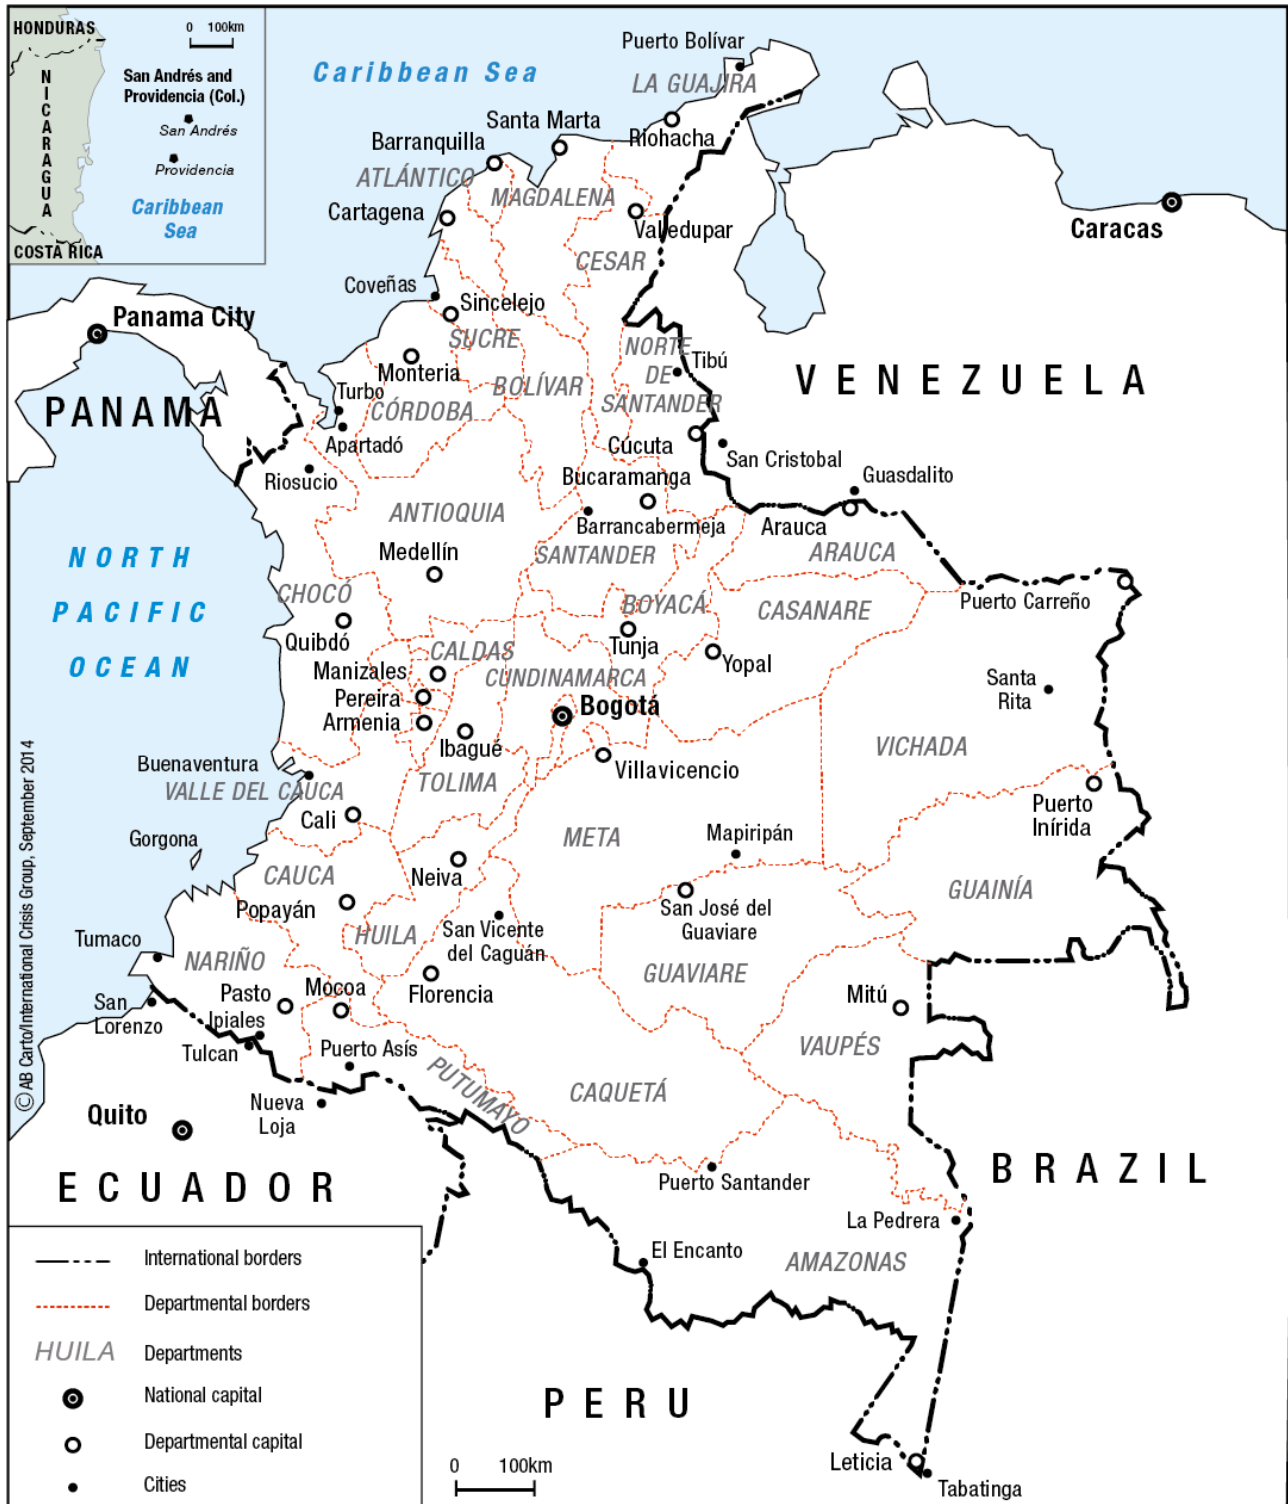 HONDURAS
NICARAGUA
COSTA RICA
0 100km
San Andrés and
Providencia (Col.)
San Andrés
Providencia
Caribbean
Sea
Caribbean Sea
Puerto Bolívar
LA GUAJIRA
Santa Marta
Riohacha
Barranquilla
ATLÁNTICO
MAGDALENA
Cartagena
Valledupar
Caracas
CESAR
Coveñas
Sincelejo
Panama City
SUCRE
NORTE
DE
SANTANDER
Tibú
VENEZUELA
Monteria
BOLÍVAR
Turbo
PANAMA
CÓRDOBA
Apartadó
Cúcuta
San Cristobal
Riosucio
Bucaramanga
Guasdalito
ANTIOQUIA
Barrancabermeja
Arauca
NORTH
PACIFIC
OCEAN
Medellín
SANTANDER
ARAUCA
CHOCÓ
BOYACÁ
CASANARE
Puerto Carreño
Quibdó
Tunja
CALDAS
Yopal
Manizales
CUNDINAMARCA
Santa
Rita
Pereira
Bogotá
Armenia
Ibagué
VICHADA
Buenaventura
Villavicencio
TOLIMA
VALLE DEL CAUCA
Puerto
Inírida
Cali
Gorgona
META
Mapiripán
CAUCA
Neiva
GUAINÍA
Popayán
San José del
Guaviare
HUILA
San Vicente
del Caguán
Tumaco
NARIÑO
GUAVIARE
Pasto
Mocoa
Florencia
Mitú
San
Lorenzo
Ipiales
Tulcan
Puerto Asís
VAUPÉS
PUTUMAYO
CAQUETÁ
Nueva
Loja
Quito
ECUADOR
BRAZIL
Puerto Santander
La Pedrera
El Encanto
AMAZONAS
PERU
Leticia
Tabatinga
0 100km
International borders
Departmental borders
HUILA Departments
National capital
Departmental capital
Cities
© AB Carto/International Crisis Group, September 2014